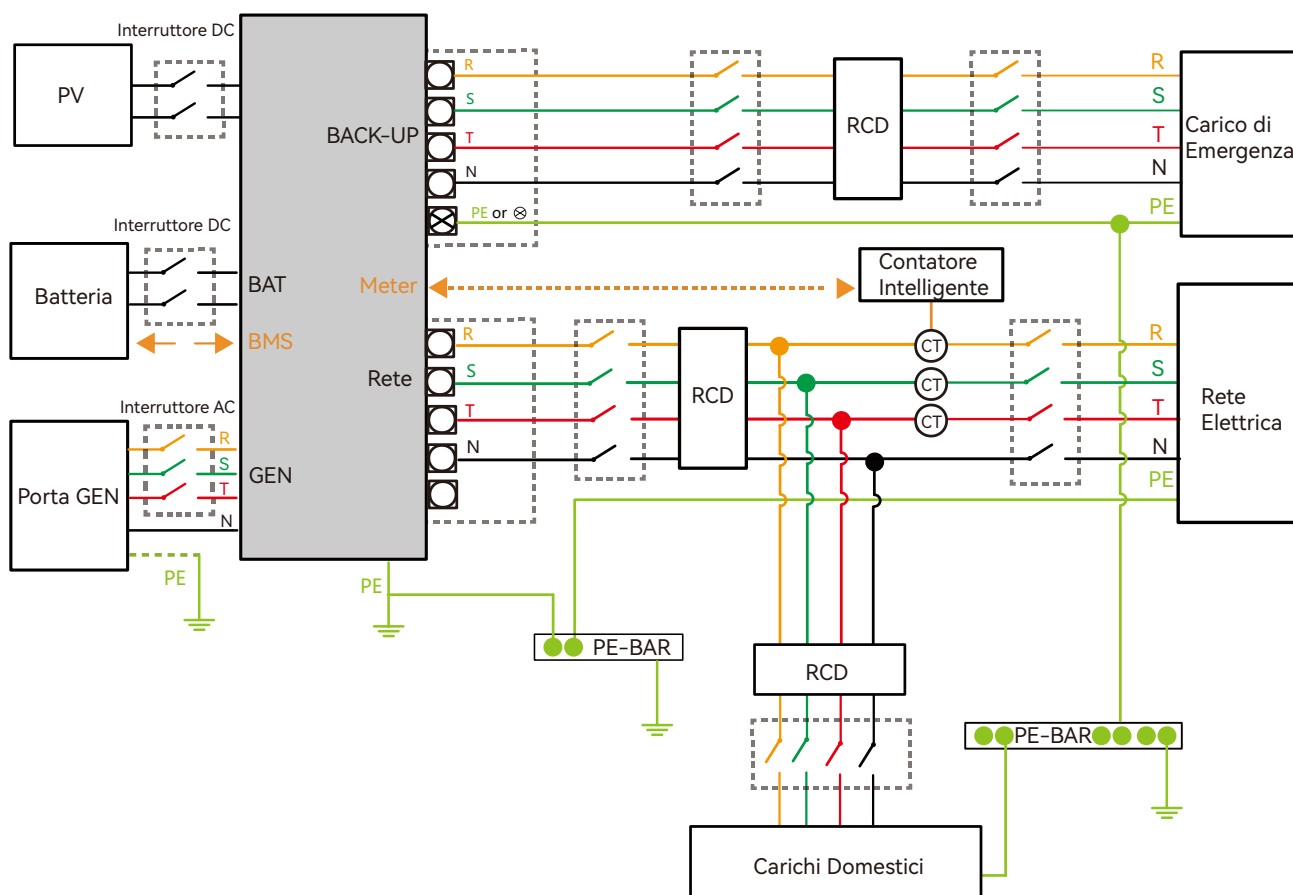 Interruttore DC
PV
BACK-UP
R
S
T
N
PE or ⊗
RCD
R
S
T
N
PE
Carico di
Emergenza
Interruttore DC
Batteria
BAT
BMS
Meter
Contatore
Intelligente
Rete
R
S
T
N
RCD
CT
CT
CT
R
S
T
N
PE
Rete
Elettrica
Interruttore AC
Porta GEN
R
S
T
N
GEN
PE
PE
PE-BAR
RCD
PE-BAR
Carichi Domestici